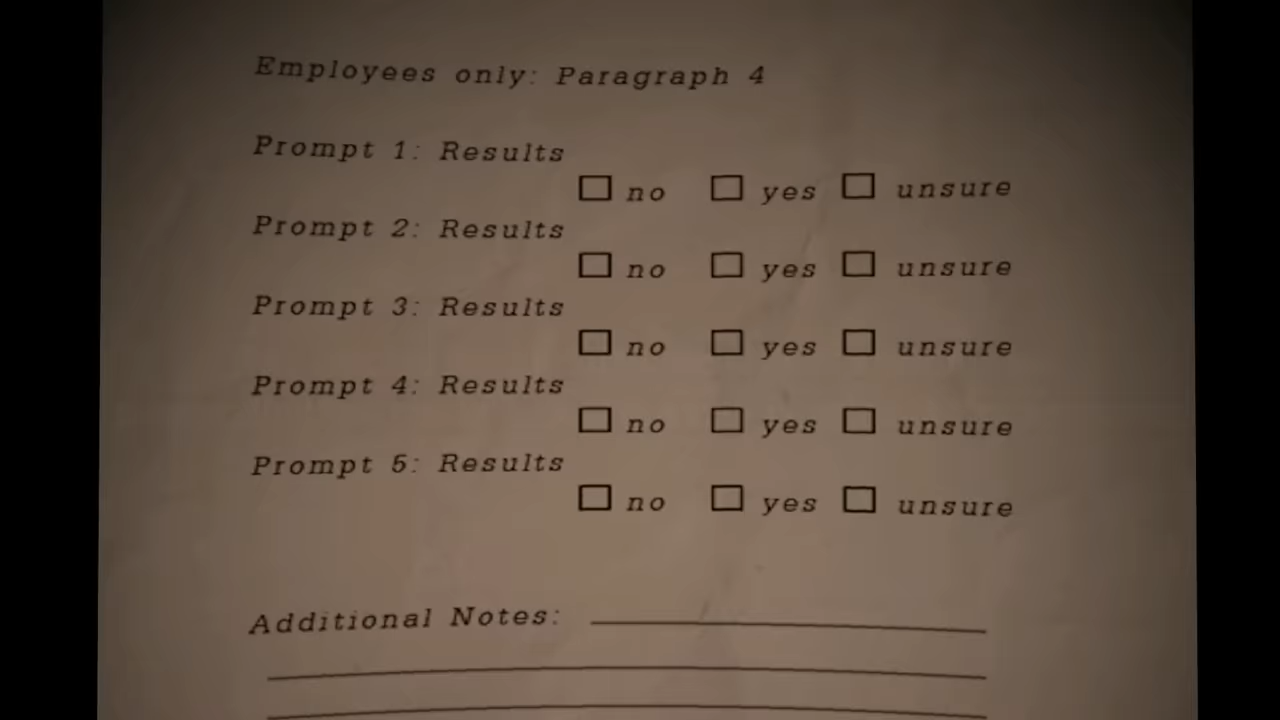 Employees only: Paragraph 4
Prompt 1: Results
no yes unsure
Prompt 2: Results
no yes unsure
Prompt 3: Results
no yes unsure
Prompt 4: Results
no yes unsure
Prompt 5: Results
no yes unsure
Additional Notes: